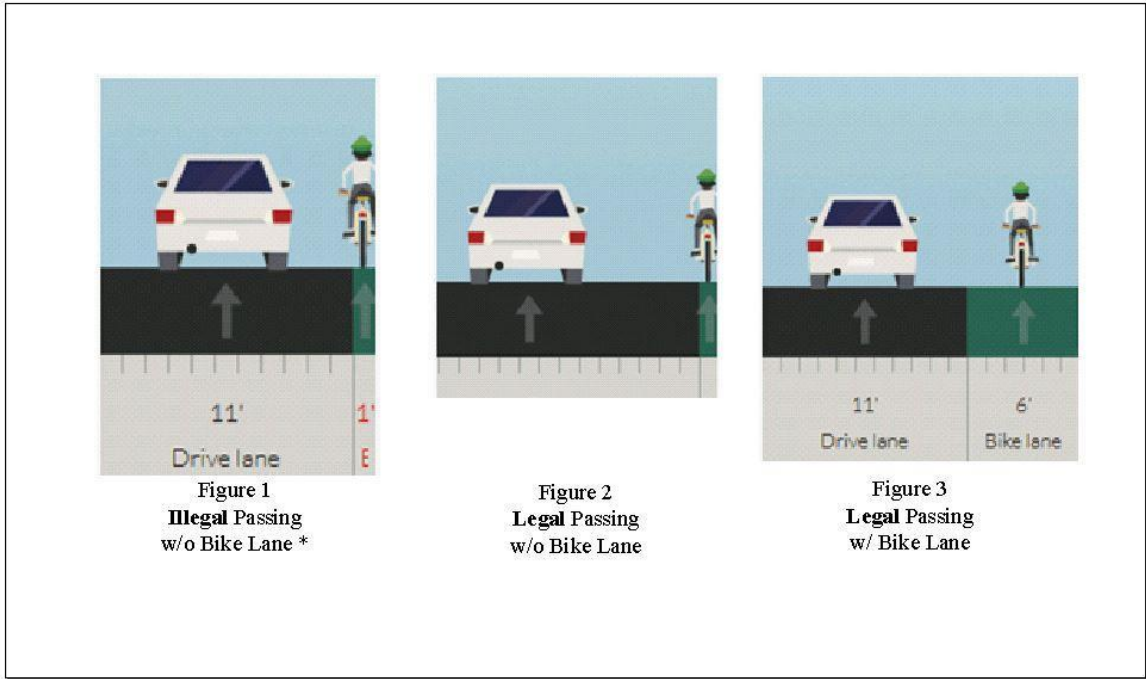 11'
1'
Drive lane
E
Figure 1
Illegal Passing
w/o Bike Lane *
Figure 2
Legal Passing
w/o Bike Lane
11'
6'
Drive lane
Bike lane
Figure 3
Legal Passing
w/ Bike Lane